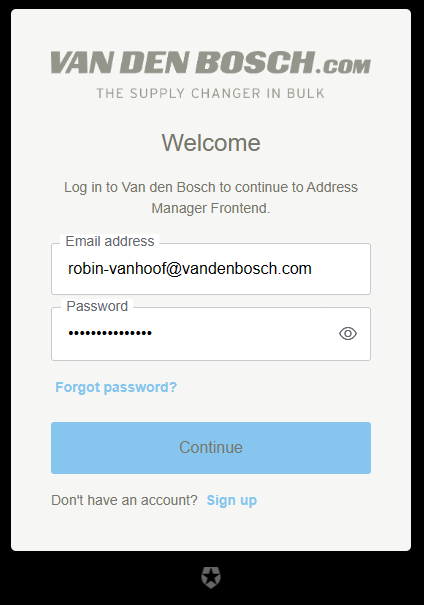 VAN DEN BOSCH.COM
THE SUPPLY CHANGER IN BULK
Welcome
Log in to Van den Bosch to continue to Address
Manager Frontend.
Email address
robin-vanhoof@vandenbosch.com
Password
•••••••••••••••
Forgot password?
Continue
Don't have an account? Sign up